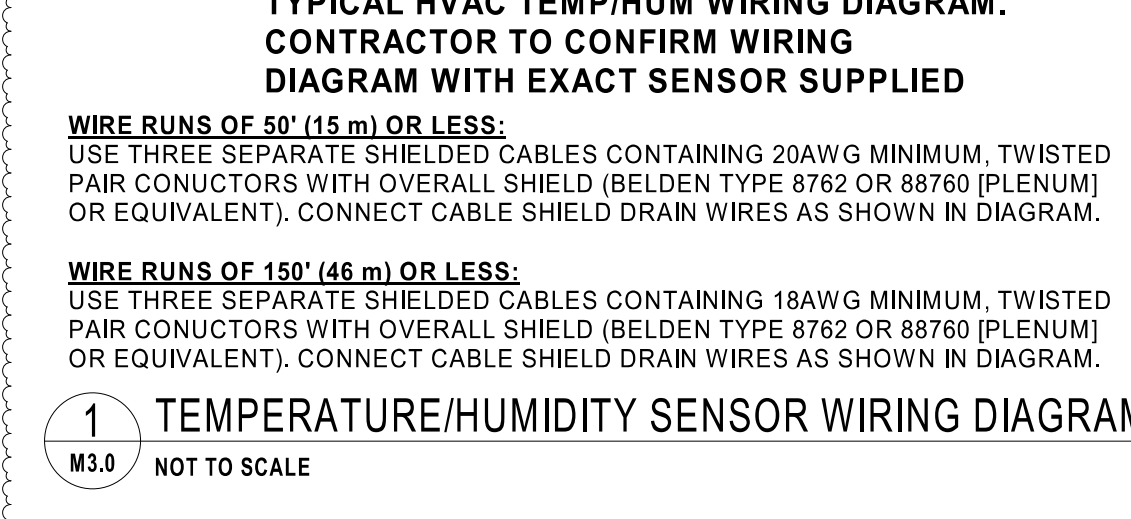 TYPICAL HVAC TEMP/HUM WIRING DIAGRAM.
CONTRACTOR TO CONFIRM WIRING
DIAGRAM WITH EXACT SENSOR SUPPLIED
WIRE RUNS OF 50' (15 m) OR LESS:
USE THREE SEPARATE SHIELDED CABLES CONTAINING 20AWG MINIMUM, TWISTED
PAIR CONUCTORS WITH OVERALL SHIELD (BELDEN TYPE 8762 OR 88760 [PLENUM]
OR EQUIVALENT). CONNECT CABLE SHIELD DRAIN WIRES AS SHOWN IN DIAGRAM.
WIRE RUNS OF 150' (46 m) OR LESS:
USE THREE SEPARATE SHIELDED CABLES CONTAINING 18AWG MINIMUM, TWISTED
PAIR CONUCTORS WITH OVERALL SHIELD (BELDEN TYPE 8762 OR 88760 [PLENUM]
OR EQUIVALENT). CONNECT CABLE SHIELD DRAIN WIRES AS SHOWN IN DIAGRAM.
1 TEMPERATURE/HUMIDITY SENSOR WIRING DIAGRAM
M3.0 NOT TO SCALE